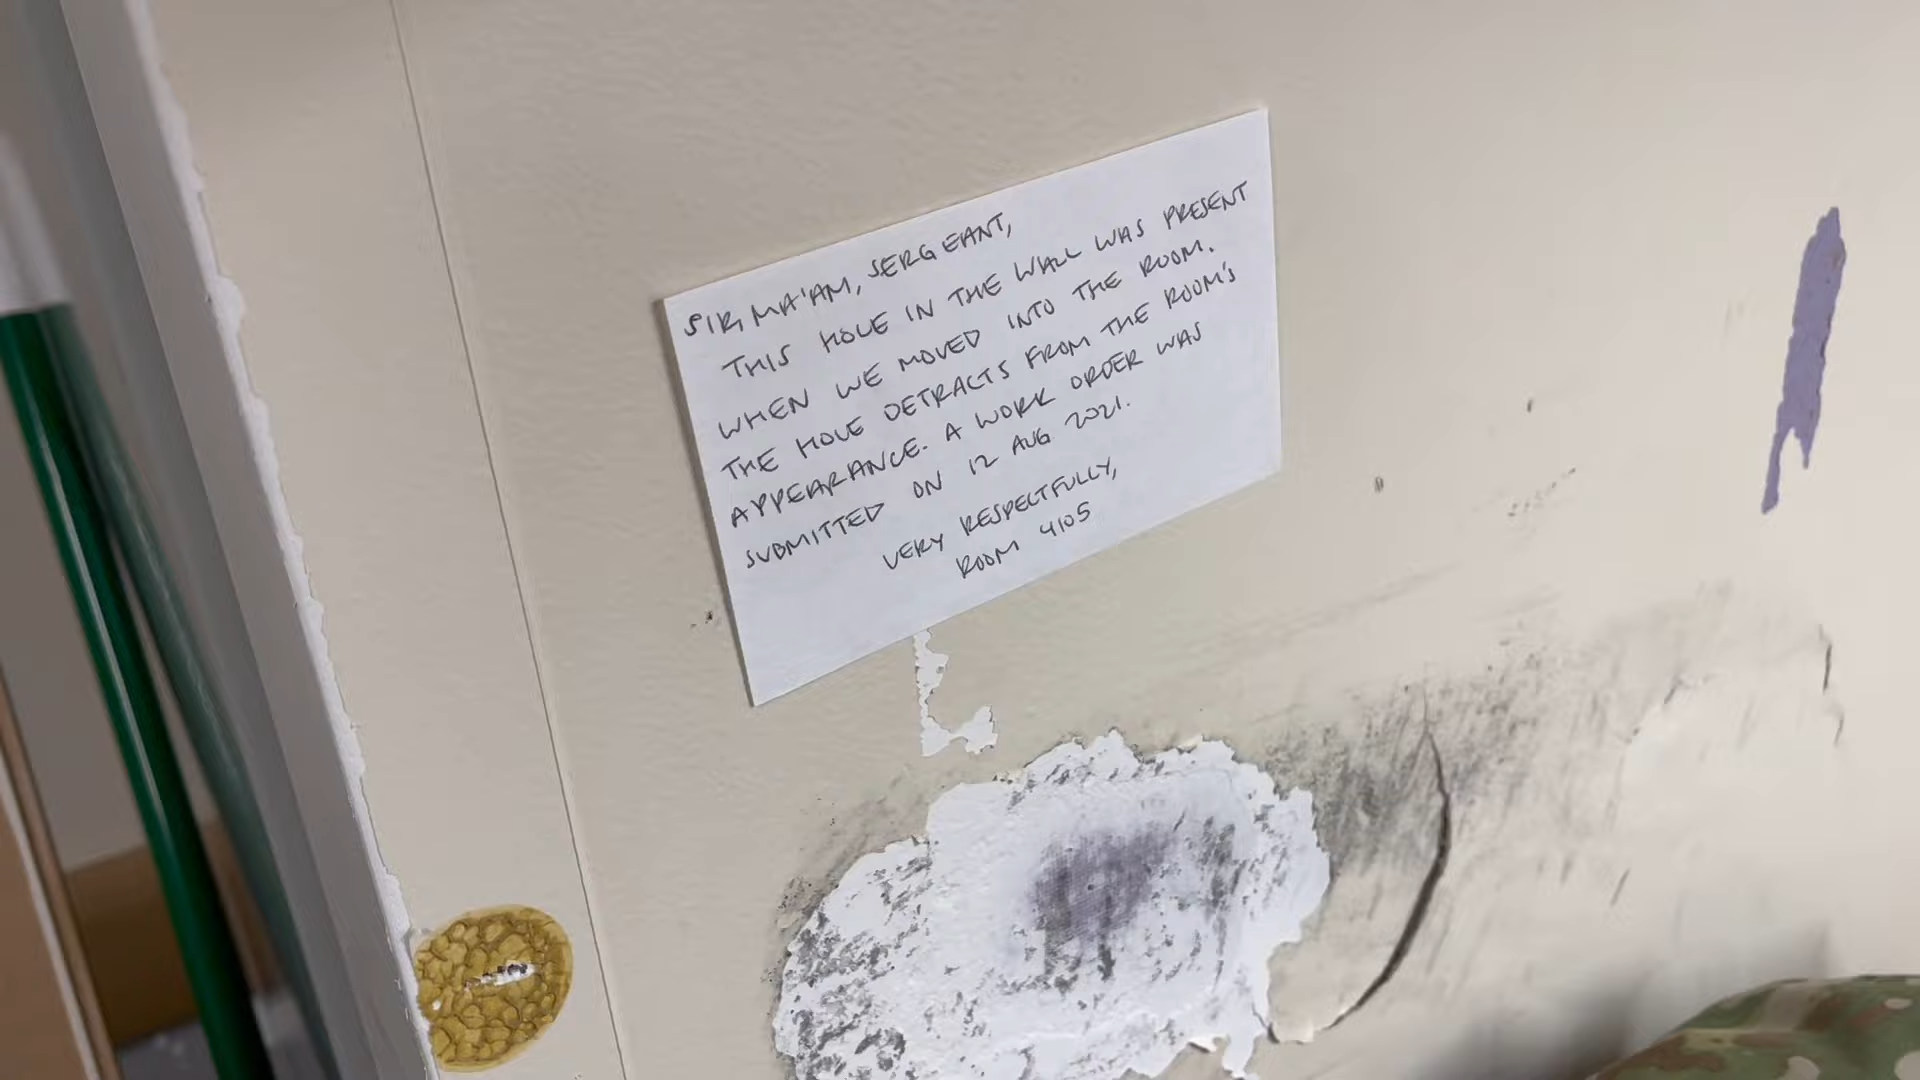 SIR, MA'AM, SERGEANT,
THIS HOLE IN THE WALL WAS PRESENT
WHEN WE MOVED INTO THE ROOM.
THE HOLE DETRACTS FROM THE ROOM'S
APPEARANCE. A WORK ORDER WAS
SUBMITTED ON 12 AUG 2021.
VERY RESPECTFULLY,
ROOM 4105